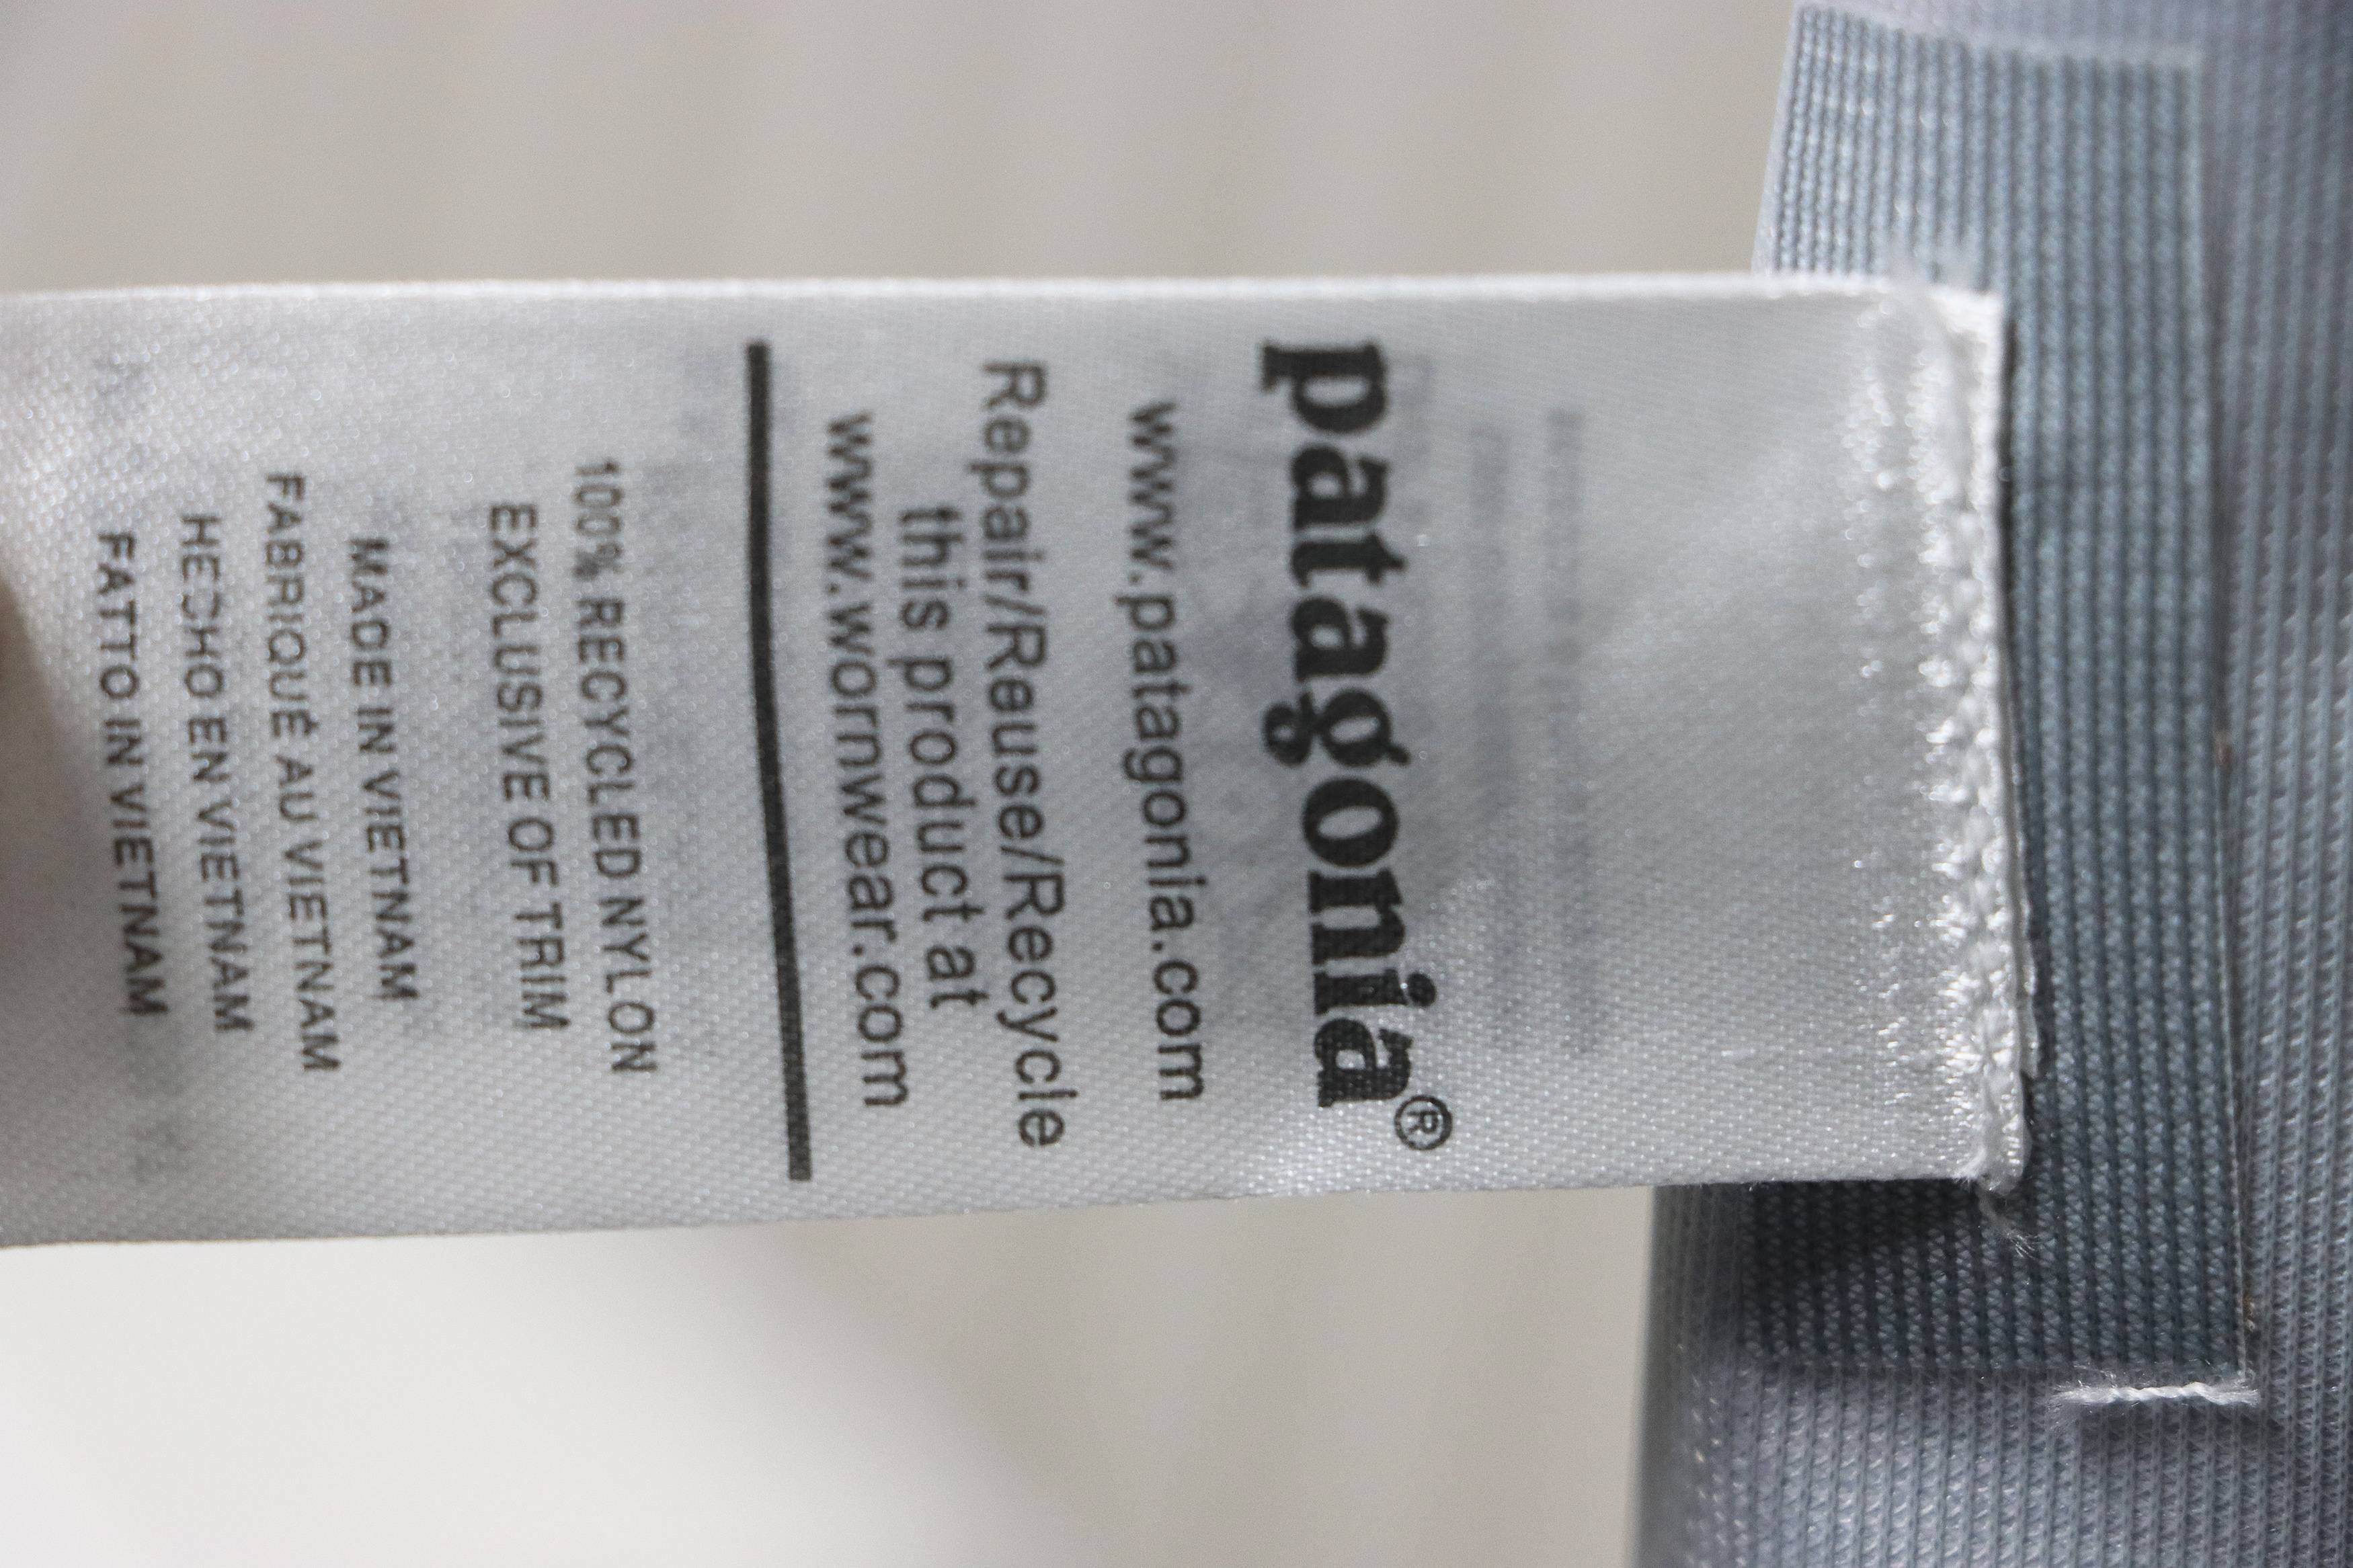 patagonia®
www.patagonia.com
Repair/Reuse/Recycle
this product at
www.wornwear.com
100% RECYCLED NYLON
EXCLUSIVE OF TRIM
MADE IN VIETNAM
FABRIQUÉ AU VIETNAM
HECHO EN VIETNAM
FATTO IN VIETNAM